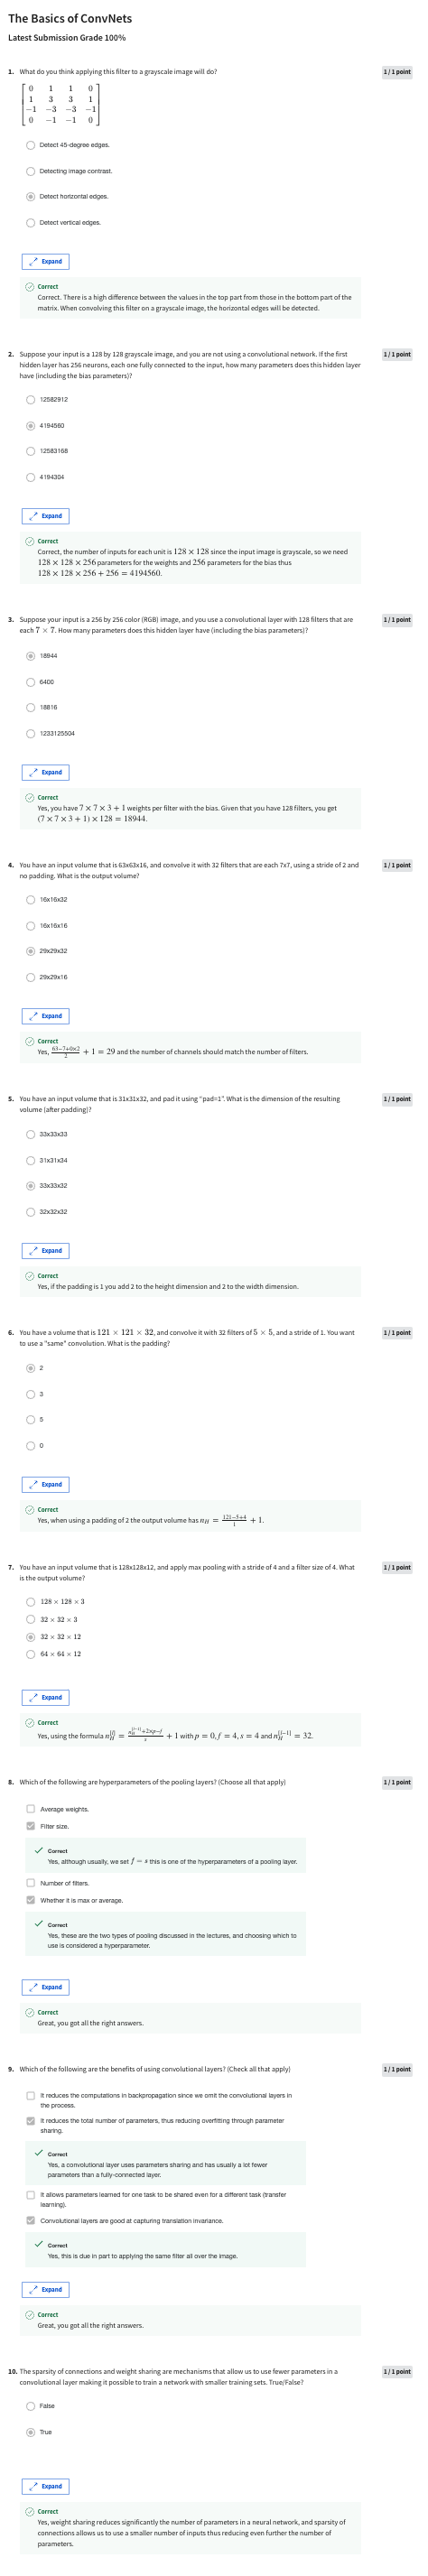 The Basics of ConvNets
Latest Submission Grade 100%
1. What do you think applying this filter to a grayscale image will do?
1 / 1 point
0 1 1 0
1 3 3 1
−1 −3 −3 −1
0 −1 −1 0
Detect 45-degree edges.
Detecting image contrast.
Detect horizontal edges.
Detect vertical edges.
Expand
Correct
Correct. There is a high difference between the values in the top part from those in the bottom part of the
matrix. When convolving this filter on a grayscale image, the horizontal edges will be detected.
2. Suppose your input is a 128 by 128 grayscale image, and you are not using a convolutional network. If the first
1 / 1 point
hidden layer has 256 neurons, each one fully connected to the input, how many parameters does this hidden layer
have (including the bias parameters)?
12582912
4194560
12583168
4194304
Expand
Correct
Correct, the number of inputs for each unit is 128 × 128 since the input image is grayscale, so we need
128 × 128 × 256 parameters for the weights and 256 parameters for the bias thus
128 × 128 × 256 + 256 = 4194560.
3. Suppose your input is a 256 by 256 color (RGB) image, and you use a convolutional layer with 128 filters that are
1 / 1 point
each 7 × 7. How many parameters does this hidden layer have (including the bias parameters)?
18944
6400
18816
1233125504
Expand
Correct
Yes, you have 7 × 7 × 3 + 1 weights per filter with the bias. Given that you have 128 filters, you get
(7 × 7 × 3 + 1) × 128 = 18944.
4. You have an input volume that is 63x63x16, and convolve it with 32 filters that are each 7x7, using a stride of 2 and
1 / 1 point
no padding. What is the output volume?
16x16x32
16x16x16
29x29x32
29x29x16
Expand
Correct
Yes, 63−7+0×2 / 2 + 1 = 29 and the number of channels should match the number of filters.
5. You have an input volume that is 31x31x32, and pad it using "pad=1". What is the dimension of the resulting
1 / 1 point
volume (after padding)?
33x33x33
31x31x34
33x33x32
32x32x32
Expand
Correct
Yes, if the padding is 1 you add 2 to the height dimension and 2 to the width dimension.
6. You have a volume that is 121 × 121 × 32, and convolve it with 32 filters of 5 × 5, and a stride of 1. You want
1 / 1 point
to use a "same" convolution. What is the padding?
2
3
5
0
Expand
Correct
Yes, when using a padding of 2 the output volume has n_H = 121−5+4 / 1 + 1.
7. You have an input volume that is 128x128x12, and apply max pooling with a stride of 4 and a filter size of 4. What
1 / 1 point
is the output volume?
128 × 128 × 3
32 × 32 × 3
32 × 32 × 12
64 × 64 × 12
Expand
Correct
Yes, using the formula n_H^[l] = n_H^[l−1]+2×p−f / s + 1 with p = 0, f = 4, s = 4 and n_H^[l−1] = 32.
8. Which of the following are hyperparameters of the pooling layers? (Choose all that apply)
1 / 1 point
Average weights.
Filter size.
Correct
Yes, although usually, we set f = s this is one of the hyperparameters of a pooling layer.
Number of filters.
Whether it is max or average.
Correct
Yes, these are the two types of pooling discussed in the lectures, and choosing which to
use is considered a hyperparameter.
Expand
Correct
Great, you got all the right answers.
9. Which of the following are the benefits of using convolutional layers? (Check all that apply)
1 / 1 point
It reduces the computations in backpropagation since we omit the convolutional layers in
the process.
It reduces the total number of parameters, thus reducing overfitting through parameter
sharing.
Correct
Yes, a convolutional layer uses parameters sharing and has usually a lot fewer
parameters than a fully-connected layer.
It allows parameters learned for one task to be shared even for a different task (transfer
learning).
Convolutional layers are good at capturing translation invariance.
Correct
Yes, this is due in part to applying the same filter all over the image.
Expand
Correct
Great, you got all the right answers.
10. The sparsity of connections and weight sharing are mechanisms that allow us to use fewer parameters in a
1 / 1 point
convolutional layer making it possible to train a network with smaller training sets. True/False?
False
True
Expand
Correct
Yes, weight sharing reduces significantly the number of parameters in a neural network, and sparsity of
connections allows us to use a smaller number of inputs thus reducing even further the number of
parameters.